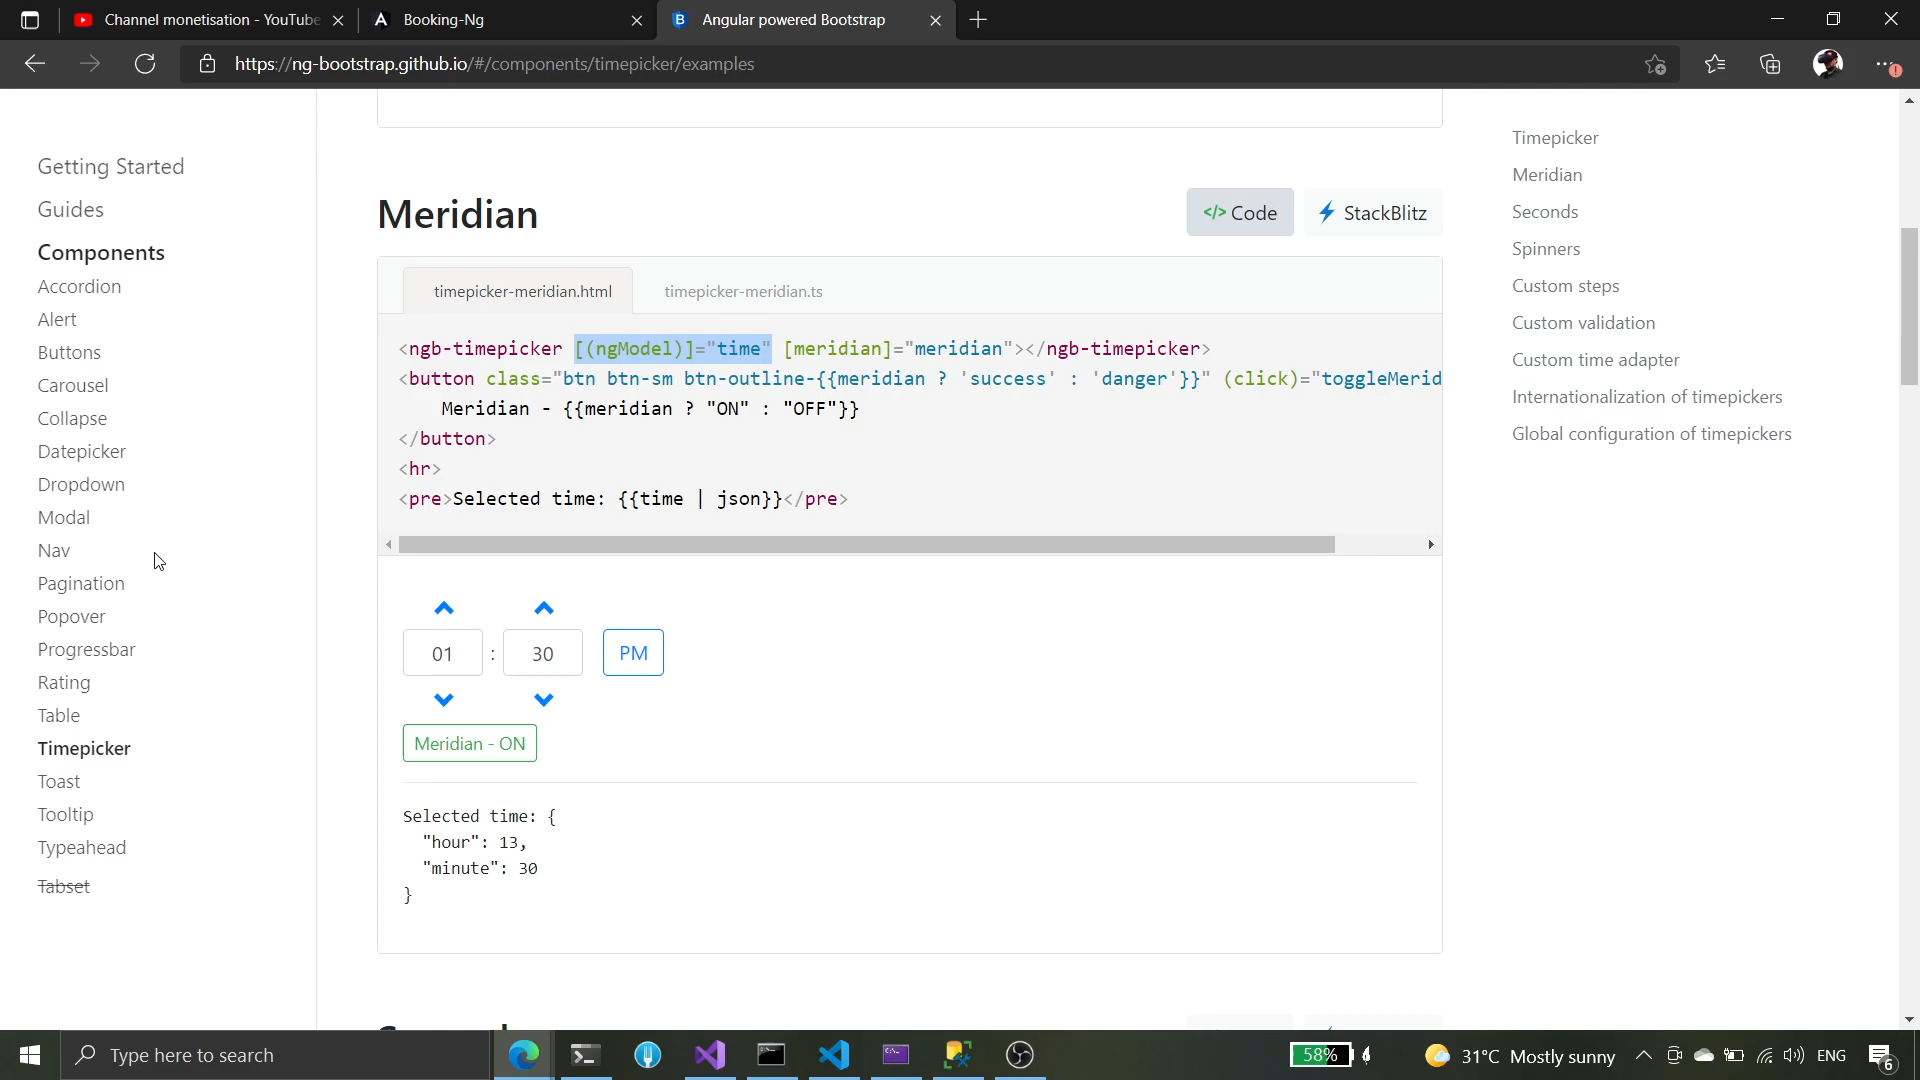 Channel monetisation - YouTube
Booking-Ng
Angular powered Bootstrap
https://ng-bootstrap.github.io/#/components/timepicker/examples
Getting Started
Guides
Components
Accordion
Alert
Buttons
Carousel
Collapse
Datepicker
Dropdown
Modal
Nav
Pagination
Popover
Progressbar
Rating
Table
Timepicker
Toast
Tooltip
Typeahead
Tabset
Meridian
</> Code
StackBlitz
timepicker-meridian.html
timepicker-meridian.ts
<ngb-timepicker [(ngModel)]="time" [meridian]="meridian"></ngb-timepicker>
<button class="btn btn-sm btn-outline-{{meridian ? 'success' : 'danger'}}" (click)="toggleMerid
Meridian - {{meridian ? "ON" : "OFF"}}
</button>
<hr>
<pre>Selected time: {{time | json}}</pre>
01 : 30 PM
Meridian - ON
Selected time: {
"hour": 13,
"minute": 30
}
Timepicker
Meridian
Seconds
Spinners
Custom steps
Custom validation
Custom time adapter
Internationalization of timepickers
Global configuration of timepickers
Type here to search
58%
31°C Mostly sunny
ENG
6